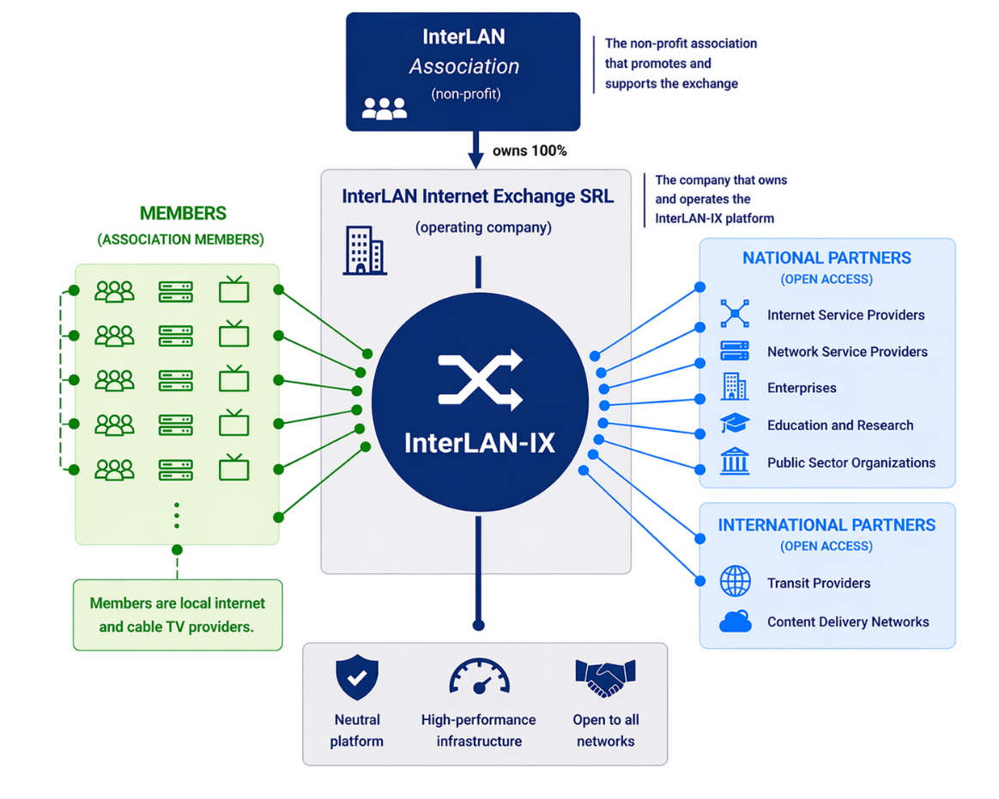 InterLAN
Association
(non-profit)
The non-profit association
that promotes and
supports the exchange
owns 100%
InterLAN Internet Exchange SRL
(operating company)
The company that owns
and operates the
InterLAN-IX platform
MEMBERS
(ASSOCIATION MEMBERS)
InterLAN-IX
NATIONAL PARTNERS
(OPEN ACCESS)
Internet Service Providers
Network Service Providers
Enterprises
Education and Research
Public Sector Organizations
INTERNATIONAL PARTNERS
(OPEN ACCESS)
Transit Providers
Content Delivery Networks
Members are local internet
and cable TV providers.
Neutral
platform
High-performance
infrastructure
Open to all
networks